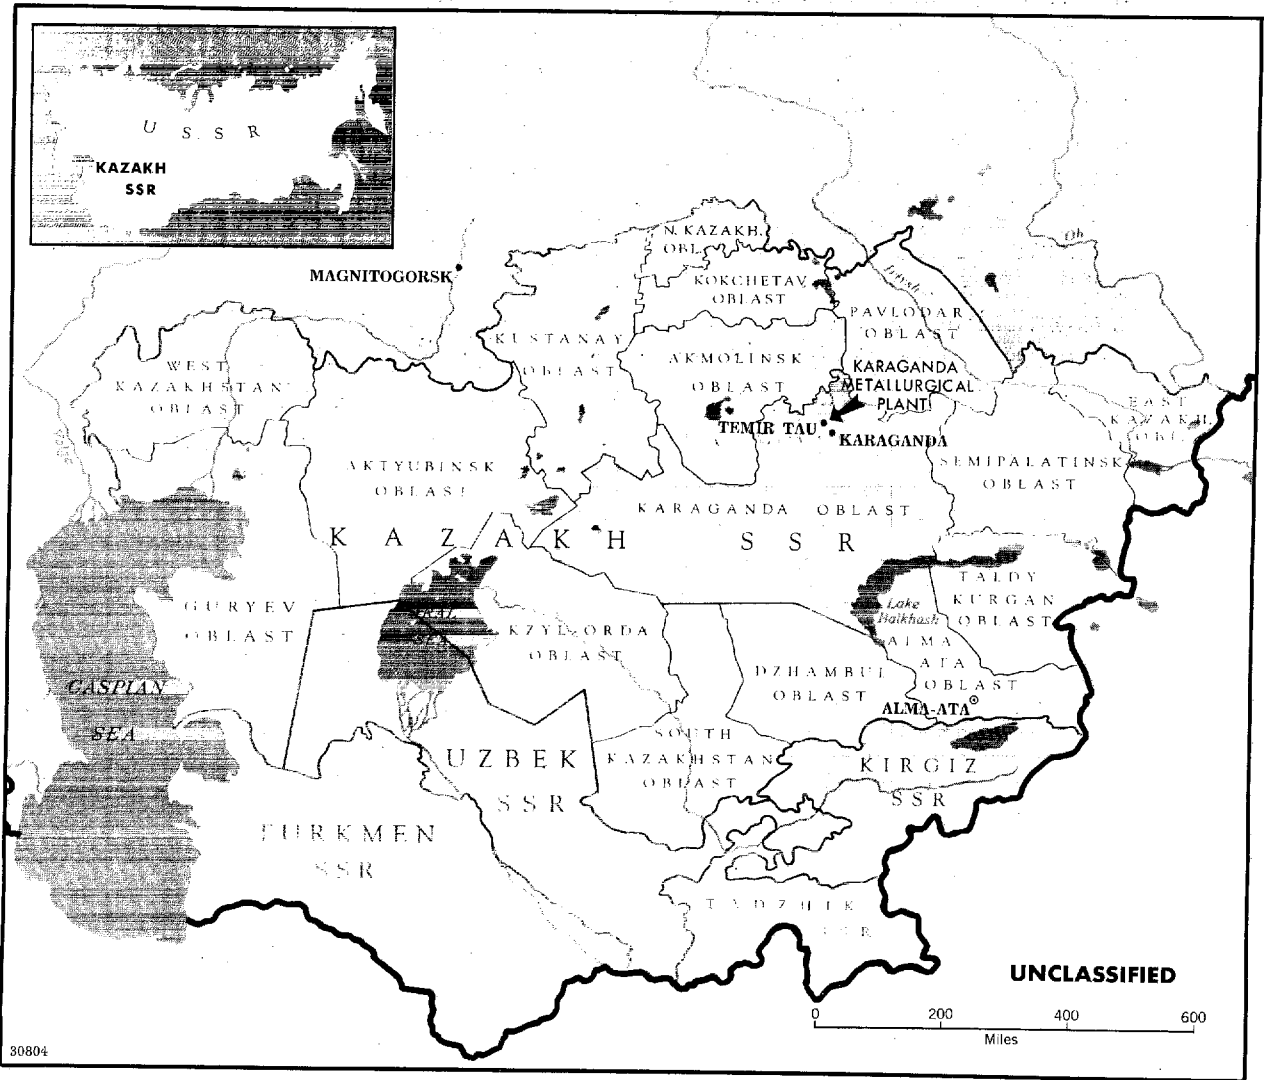 U S S R
KAZAKH
SSR
MAGNITOGORSK
N. KAZAKH.
OBL.
KOKCHETAV
OBLAST
Irtysh
Ob
PAVLODAR
OBLAST
KUSTANAY
OBLAST
WEST
KAZAKHSTAN
OBLAST
AKMOLINSK
OBLAST
KARAGANDA
METALLURGICAL
PLANT
TEMIR TAU
KARAGANDA
EAST
KAZAKH.
OBL.
AKTYUBINSK
OBLAST
SEMIPALATINSK
OBLAST
KARAGANDA OBLAST
KAZAKH SSR
GURYEV
OBLAST
ARAL
SEA
KZYL-ORDA
OBLAST
Lake
Balkhash
TALDY
KURGAN
OBLAST
ALMA
ATA
OBLAST
DZHAMBUL
OBLAST
ALMA-ATA
CASPIAN
SEA
SOUTH
KAZAKHSTAN
OBLAST
UZBEK
SSR
KIRGIZ
SSR
TURKMEN
SSR
TADZHIK
UNCLASSIFIED
0 200 400 600
Miles
30804